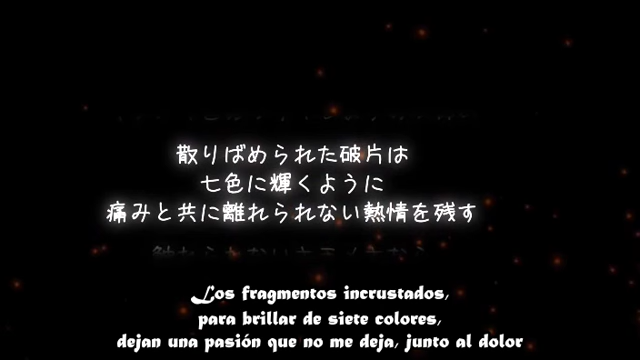 散りばめられた破片は
七色に輝くように
痛みと共に離れられない熱情を残す
Los fragmentos incrustados,
para brillar de siete colores,
dejan una pasión que no me deja, junto al dolor